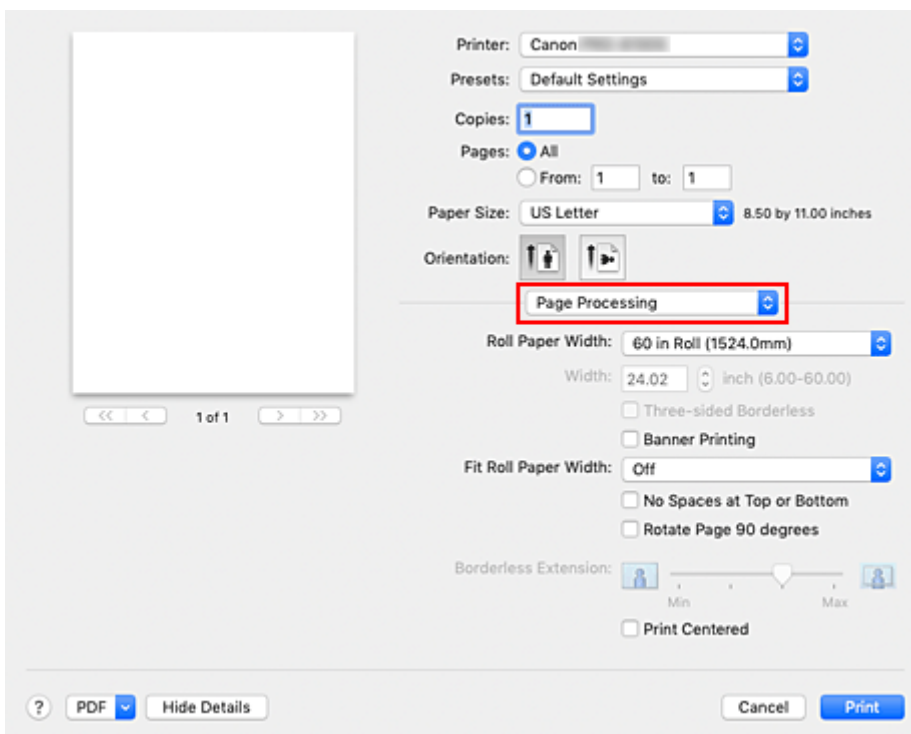 Printer: Canon
Presets: Default Settings
Copies: 1
Pages: All
From: 1 to: 1
Paper Size: US Letter 8.50 by 11.00 inches
Orientation:
Page Processing
Roll Paper Width: 60 in Roll (1524.0mm)
Width: 24.02 inch (6.00-60.00)
Three-sided Borderless
1 of 1
Banner Printing
Fit Roll Paper Width: Off
No Spaces at Top or Bottom
Rotate Page 90 degrees
Borderless Extension:
Min Max
Print Centered
? PDF Hide Details Cancel Print